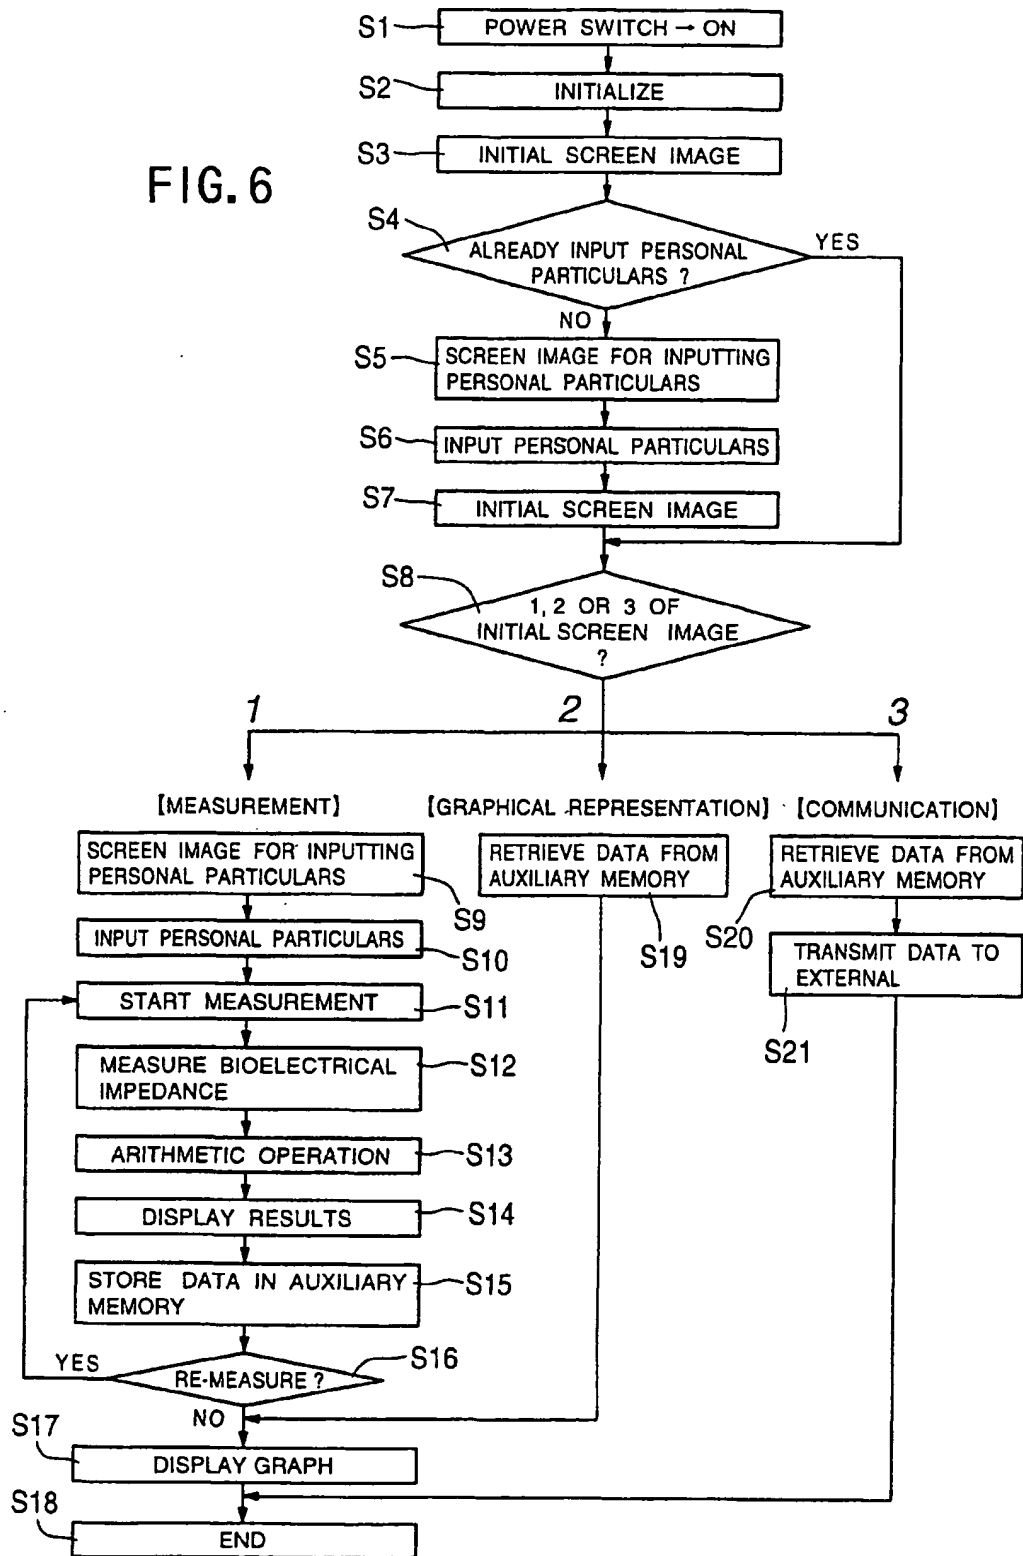 FIG. 6
S1
POWER SWITCH → ON
S2
INITIALIZE
S3
INITIAL SCREEN IMAGE
S4
ALREADY INPUT PERSONAL
PARTICULARS ?
YES
NO
S5
SCREEN IMAGE FOR INPUTTING
PERSONAL PARTICULARS
S6
INPUT PERSONAL PARTICULARS
S7
INITIAL SCREEN IMAGE
S8
1, 2 OR 3 OF
INITIAL SCREEN IMAGE
?
1
2
3
[MEASUREMENT]
[GRAPHICAL REPRESENTATION]
[COMMUNICATION]
SCREEN IMAGE FOR INPUTTING
PERSONAL PARTICULARS
S9
INPUT PERSONAL PARTICULARS
S10
START MEASUREMENT
S11
MEASURE BIOELECTRICAL
IMPEDANCE
S12
ARITHMETIC OPERATION
S13
DISPLAY RESULTS
S14
STORE DATA IN AUXILIARY
MEMORY
S15
RE-MEASURE ?
S16
YES
NO
S17
DISPLAY GRAPH
S18
END
RETRIEVE DATA FROM
AUXILIARY MEMORY
S19
RETRIEVE DATA FROM
AUXILIARY MEMORY
S20
TRANSMIT DATA TO
EXTERNAL
S21